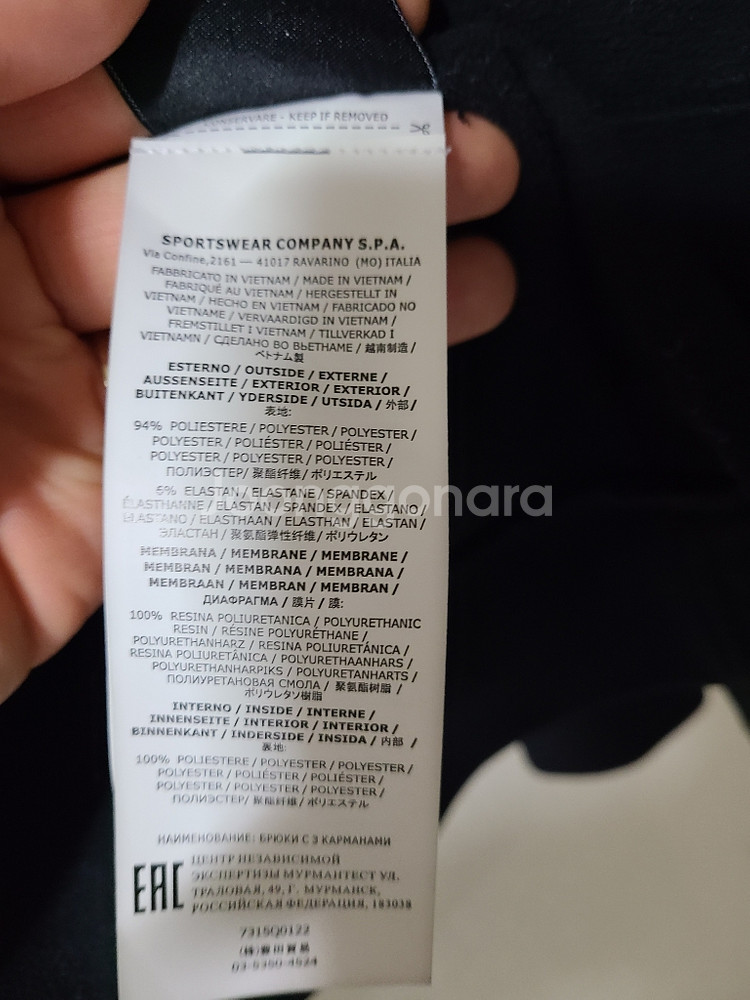 CONSERVARE - KEEP IF REMOVED
SPORTSWEAR COMPANY S.P.A.
Via Confine,2161 — 41017 RAVARINO (MO) ITALIA
FABBRICATO IN VIETNAM / MADE IN VIETNAM /
FABRIQUÉ AU VIETNAM / HERGESTELLT IN
VIETNAM / HECHO EN VIETNAM / FABRICADO NO
VIETNAME / VERVAARDIGD IN VIETNAM /
FREMSTILLET I VIETNAM / TILLVERKAD I
VIETNAMN / СДЕЛАНО ВО ВЬЕТНАМЕ / 越南制造 /
ベトナム製
ESTERNO / OUTSIDE / EXTERNE /
AUSSENSEITE / EXTERIOR / EXTERIOR /
BUITENKANT / YDERSIDE / UTSIDA / 外部 /
表地:
94% POLIESTERE / POLYESTER / POLYESTER /
POLYESTER / POLIÉSTER / POLIÉSTER /
POLYESTER / POLYESTER / POLYESTER /
ПОЛИЭСТЕР/ 聚酯纤维/ ポリエステル
6% ELASTAN / ELASTANE / SPANDEX /
ÉLASTHANNE / ELASTAN / SPANDEX / ELASTANO /
ELASTANO / ELASTHAAN / ELASTHAN / ELASTAN /
ЭЛАСТАН / 聚氨酯弹性纤维/ ポリウレタン
MEMBRANA / MEMBRANE / MEMBRANE /
MEMBRAN / MEMBRANA / MEMBRANA /
MEMBRAAN / MEMBRAN / MEMBRAN /
ДИАФРАГМА / 膜片 / 膜:
100% RESINA POLIURETANICA / POLYURETHANIC
RESIN / RÉSINE POLYURÉTHANE /
POLYURETHANHARZ / RESINA POLIURETÂNICA /
RESINA POLIURETÂNICA / POLYURETHAANHARS /
POLYURETHANHARPIKS / POLYURETANHARTS /
ПОЛИУРЕТАНОВАЯ СМОЛА / 聚氨酯树脂 /
ポリウレタン樹脂
INTERNO / INSIDE / INTERNE /
INNENSEITE / INTERIOR / INTERIOR /
BINNENKANT / INDERSIDE / INSIDA / 内部 /
裏地:
100% POLIESTERE / POLYESTER / POLYESTER /
POLYESTER / POLIÉSTER / POLIÉSTER /
POLYESTER / POLYESTER / POLYESTER /
ПОЛИЭСТЕР/ 聚酯纤维/ ポリエステル
НАИМЕНОВАНИЕ: БРЮКИ С 3 КАРМАНАМИ
EAC
ЦЕНТР НЕЗАВИСИМОЙ
ЭКСПЕРТИЗЫ МУРМАНТЕСТ УЛ.
ТРАЛОВАЯ, 49, Г. МУРМАНСК,
РОССИЙСКАЯ ФЕДЕРАЦИЯ, 183038
7315Q0122
(株)豊田貿易
03-5350-4524